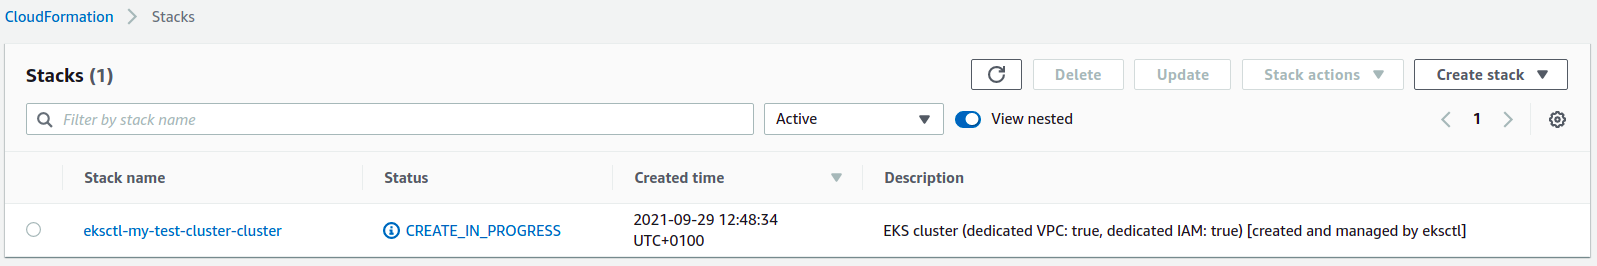 CloudFormation > Stacks
Stacks (1)
Delete
Update
Stack actions
Create stack
Filter by stack name
Active
View nested
1
Stack name
Status
Created time
Description
eksctl-my-test-cluster-cluster
CREATE_IN_PROGRESS
2021-09-29 12:48:34
UTC+0100
EKS cluster (dedicated VPC: true, dedicated IAM: true) [created and managed by eksctl]